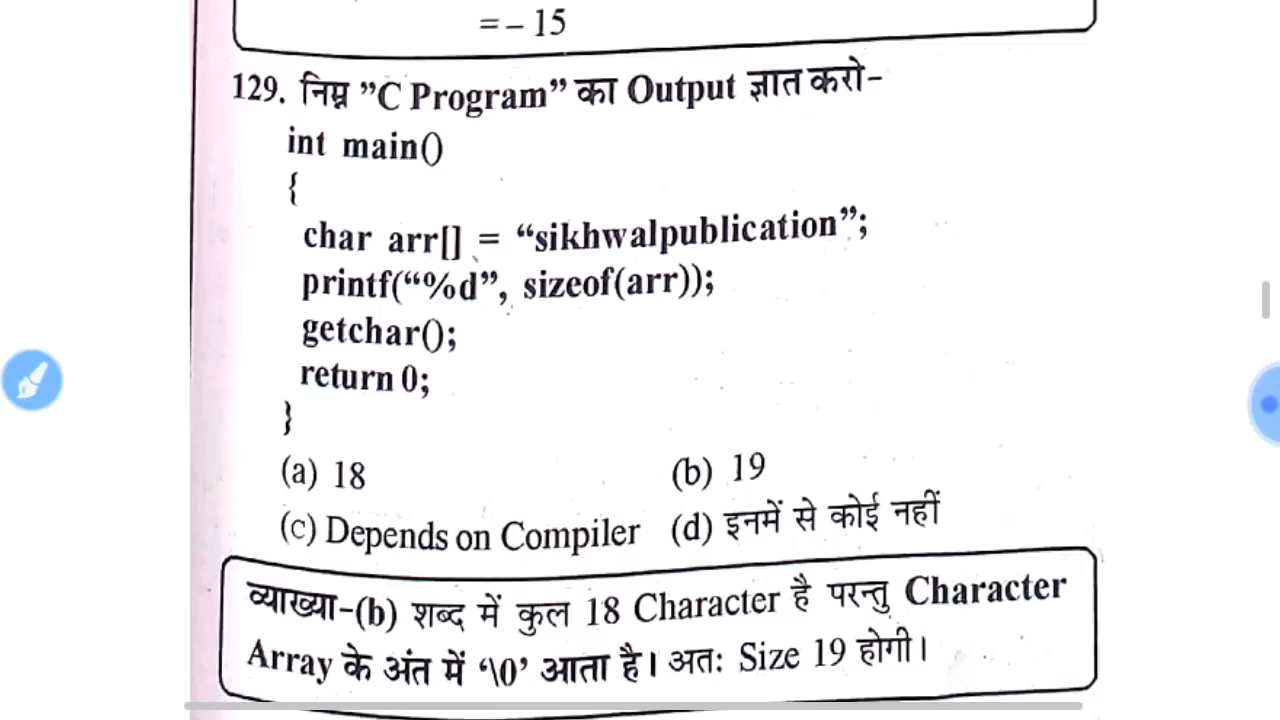 = – 15
129. निम्न ”C Program” का Output ज्ञात करो-
int main()
{
char arr[] = “sikhwalpublication”;
printf(“%d”, sizeof(arr));
getchar();
return 0;
}
(a) 18 (b) 19
(c) Depends on Compiler (d) इनमें से कोई नहीं
व्याख्या-(b) शब्द में कुल 18 Character है परन्तु Character
Array के अंत में ‘\0’ आता है। अतः Size 19 होगी।